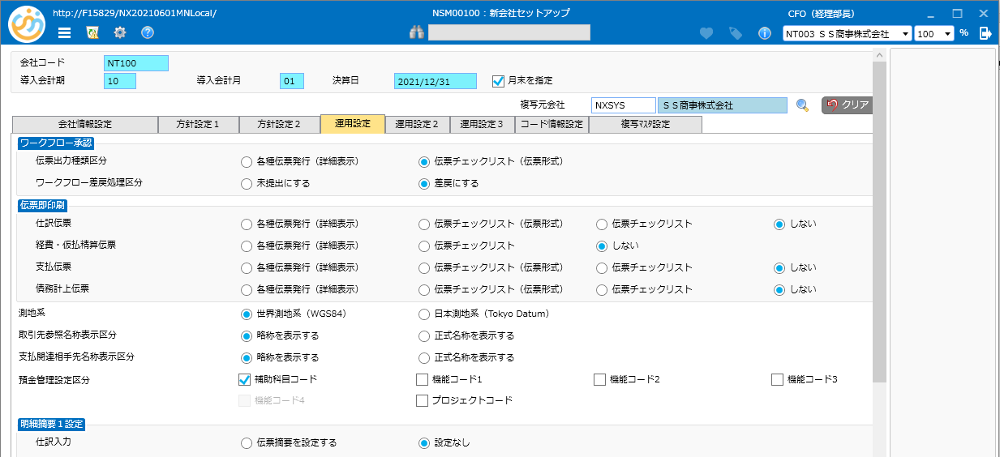 http://F15829/NX20210601MNLocal/ NSM00100：新会社セットアップ CFO（経理部長）
NT003 ＳＳ商事株式会社 100 %
会社コード NT100
導入会計期 10 導入会計月 01 決算日 2021/12/31 月末を指定
複写元会社 NXSYS ＳＳ商事株式会社 クリア
会社情報設定 方針設定１ 方針設定２ 運用設定 運用設定２ 運用設定３ コード情報設定 複写ﾏｽﾀ設定
ワークフロー承認
伝票出力種類区分 各種伝票発行（詳細表示） 伝票チェックリスト（伝票形式）
ワークフロー差戻処理区分 未提出にする 差戻にする
伝票即印刷
仕訳伝票 各種伝票発行（詳細表示） 伝票チェックリスト（伝票形式） 伝票チェックリスト しない
経費・仮払精算伝票 各種伝票発行（詳細表示） 伝票チェックリスト しない
支払伝票 各種伝票発行（詳細表示） 伝票チェックリスト（伝票形式） 伝票チェックリスト しない
債務計上伝票 各種伝票発行（詳細表示） 伝票チェックリスト（伝票形式） 伝票チェックリスト しない
測地系 世界測地系（WGS84） 日本測地系（Tokyo Datum）
取引先参照名称表示区分 略称を表示する 正式名称を表示する
支払関連相手先名称表示区分 略称を表示する 正式名称を表示する
預金管理設定区分 補助科目コード 機能コード1 機能コード2 機能コード3
機能コード4 プロジェクトコード
明細摘要１設定
仕訳入力 伝票摘要を設定する 設定なし